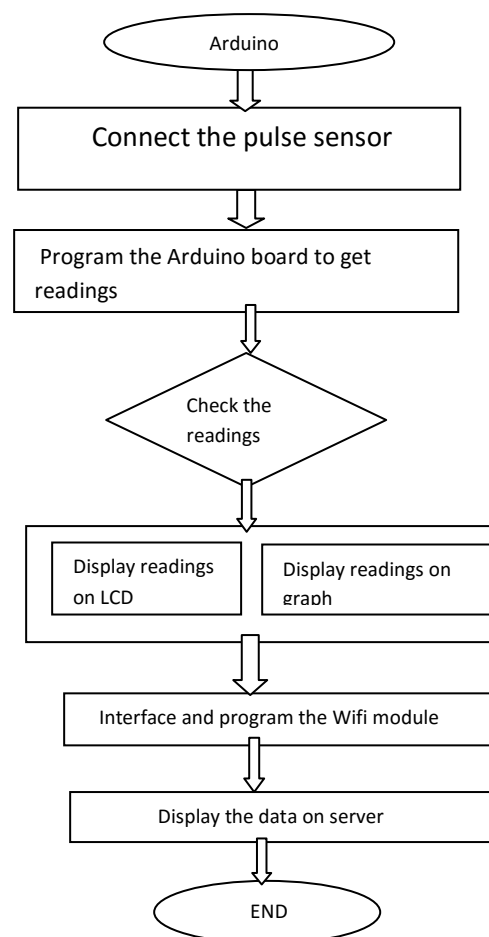 Arduino
Connect the pulse sensor
Program the Arduino board to get
readings
Check the
readings
Display readings
on LCD
Display readings on
graph
Interface and program the Wifi module
Display the data on server
END